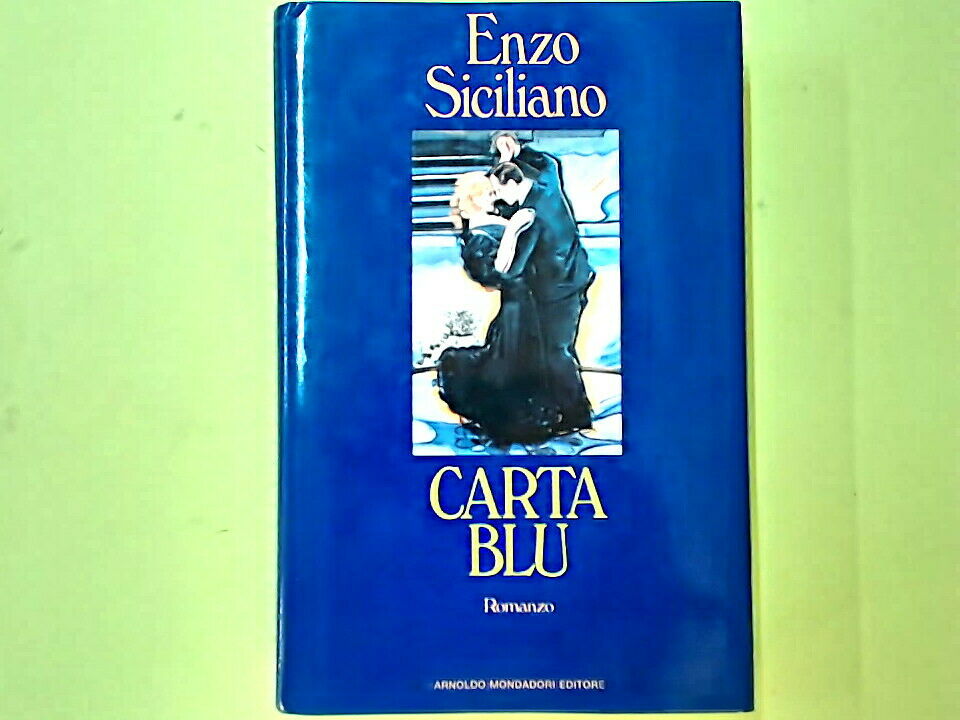 Enzo
Siciliano
CARTA
BLU
Romanzo
ARNOLDO MONDADORI EDITORE